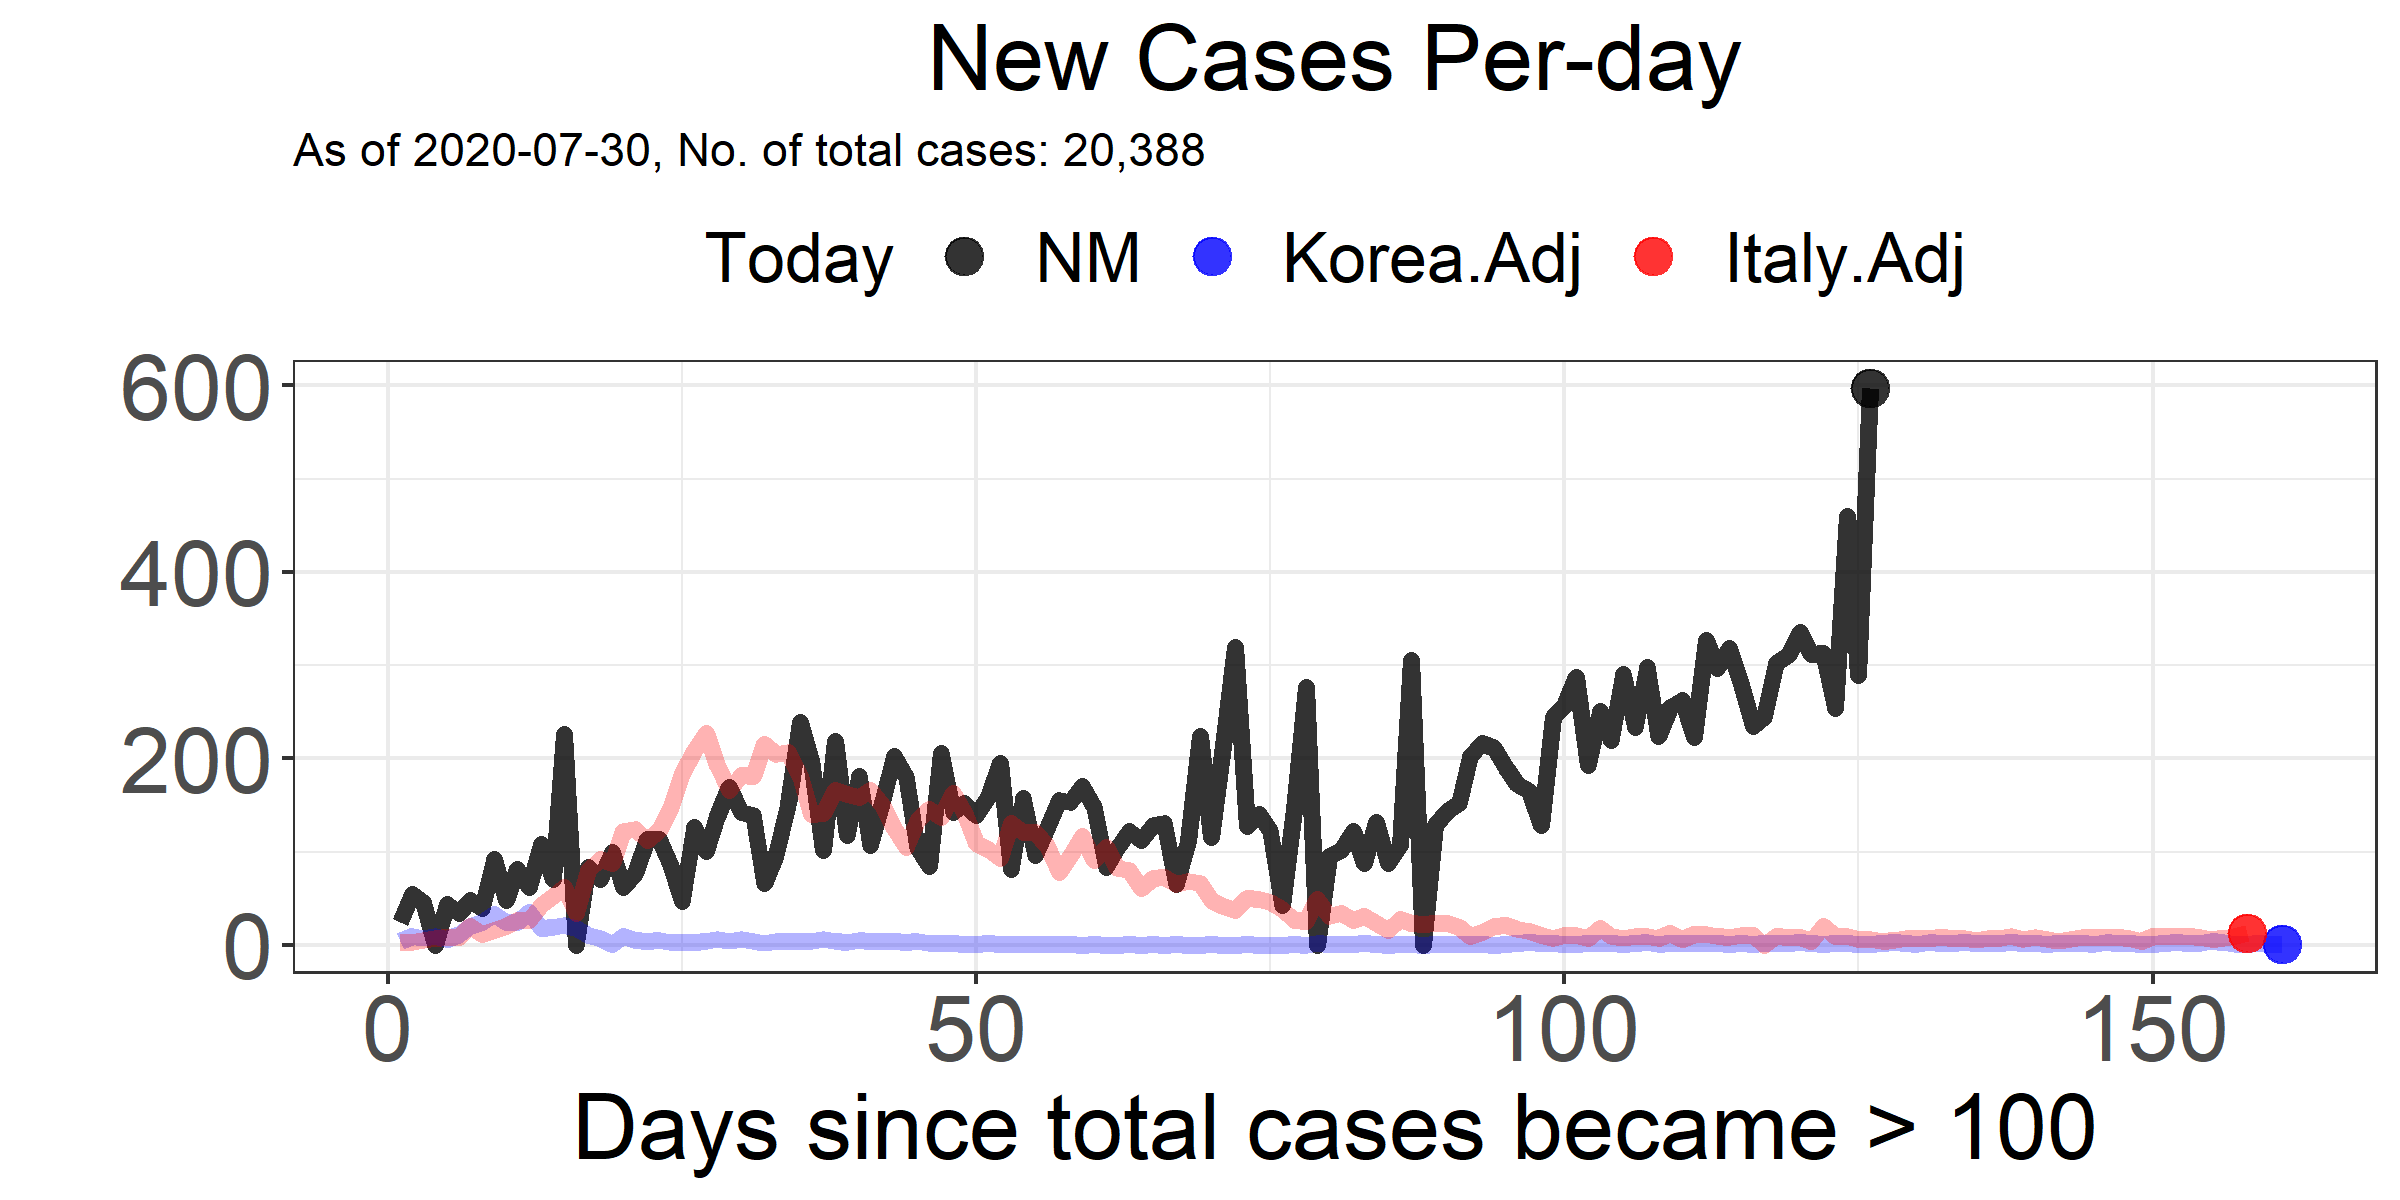 New Cases Per-day
As of 2020-07-30, No. of total cases: 20,388
Today NM Korea.Adj Italy.Adj
600
400
200
0
0 50 100 150
Days since total cases became > 100